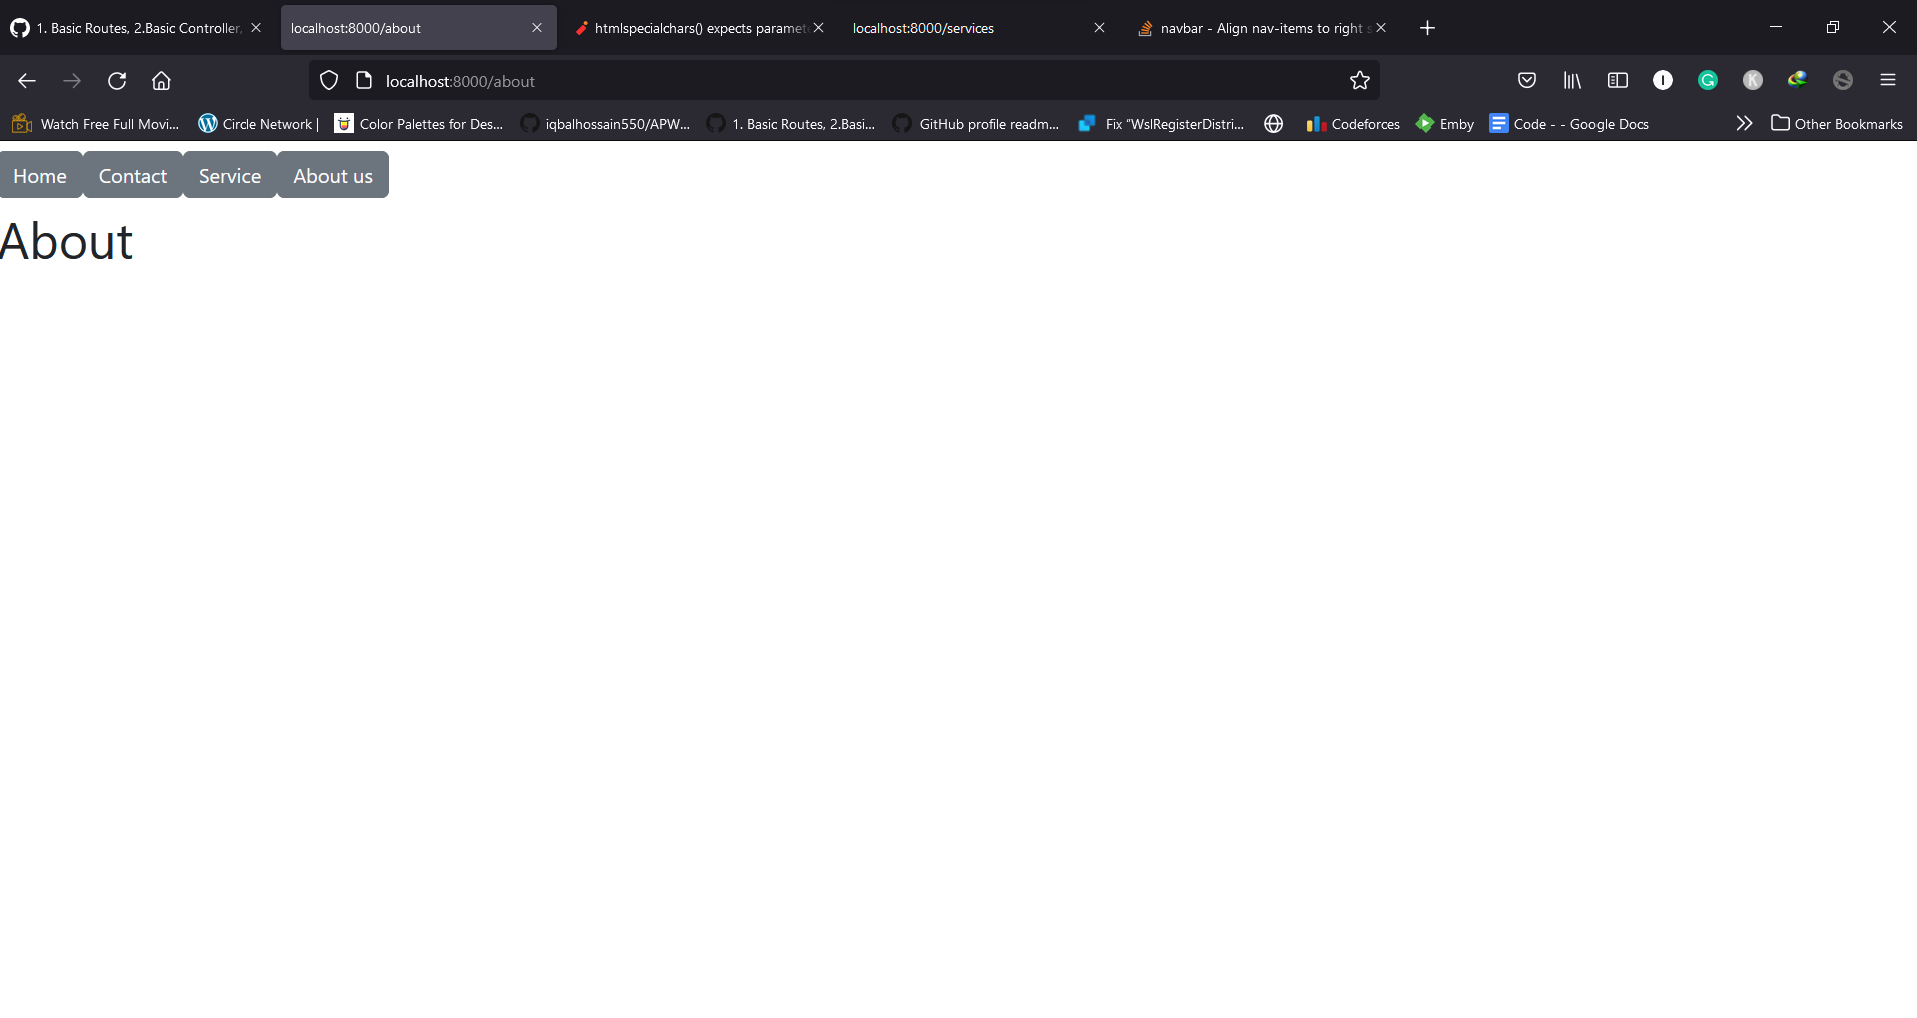 1. Basic Routes, 2.Basic Controller,
localhost:8000/about
htmlspecialchars() expects paramet
localhost:8000/services
navbar - Align nav-items to right s
localhost:8000/about
Watch Free Full Movi...
Circle Network |
Color Palettes for Des...
iqbalhossain550/APW...
1. Basic Routes, 2.Basi...
GitHub profile readm...
Fix "WslRegisterDistri...
Codeforces
Emby
Code - - Google Docs
Other Bookmarks
Home
Contact
Service
About us
About